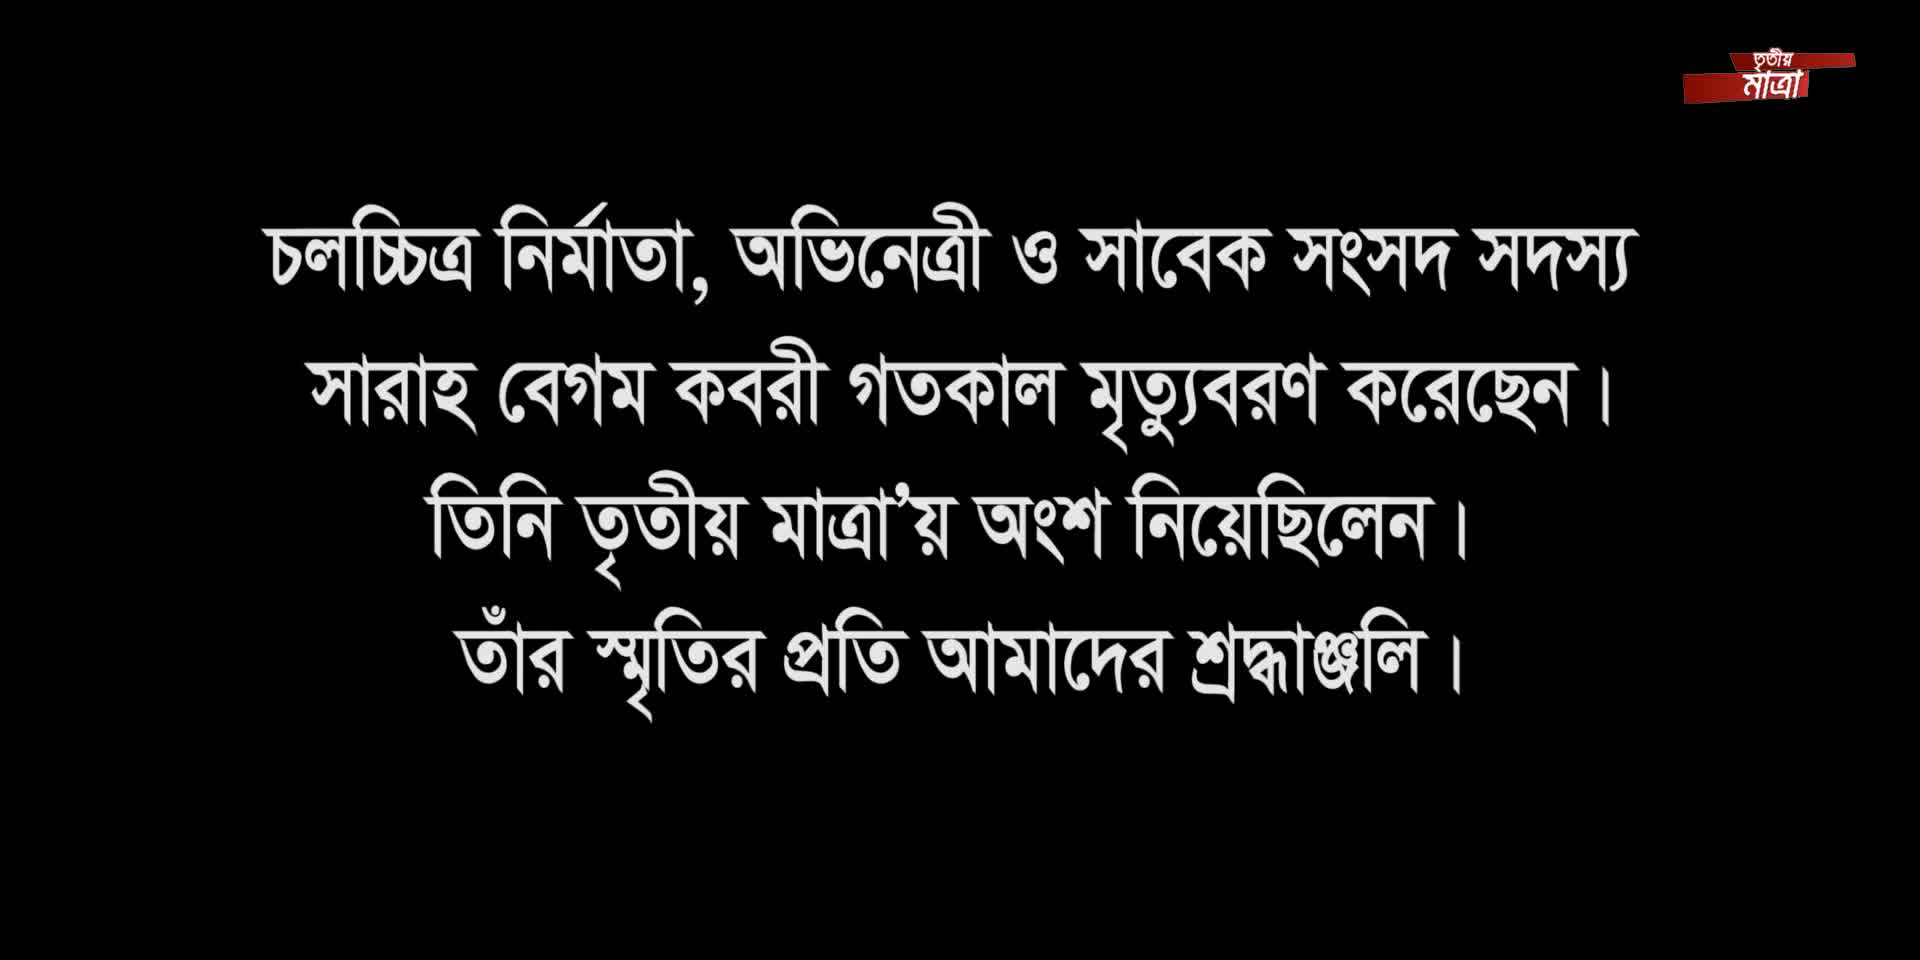 তৃতীয়
মাত্রা
চলচ্চিত্র নির্মাতা, অভিনেত্রী ও সাবেক সংসদ সদস্য
সারাহ বেগম কবরী গতকাল মৃত্যুবরণ করেছেন।
তিনি তৃতীয় মাত্রা’য় অংশ নিয়েছিলেন।
তাঁর স্মৃতির প্রতি আমাদের শ্রদ্ধাঞ্জলি।